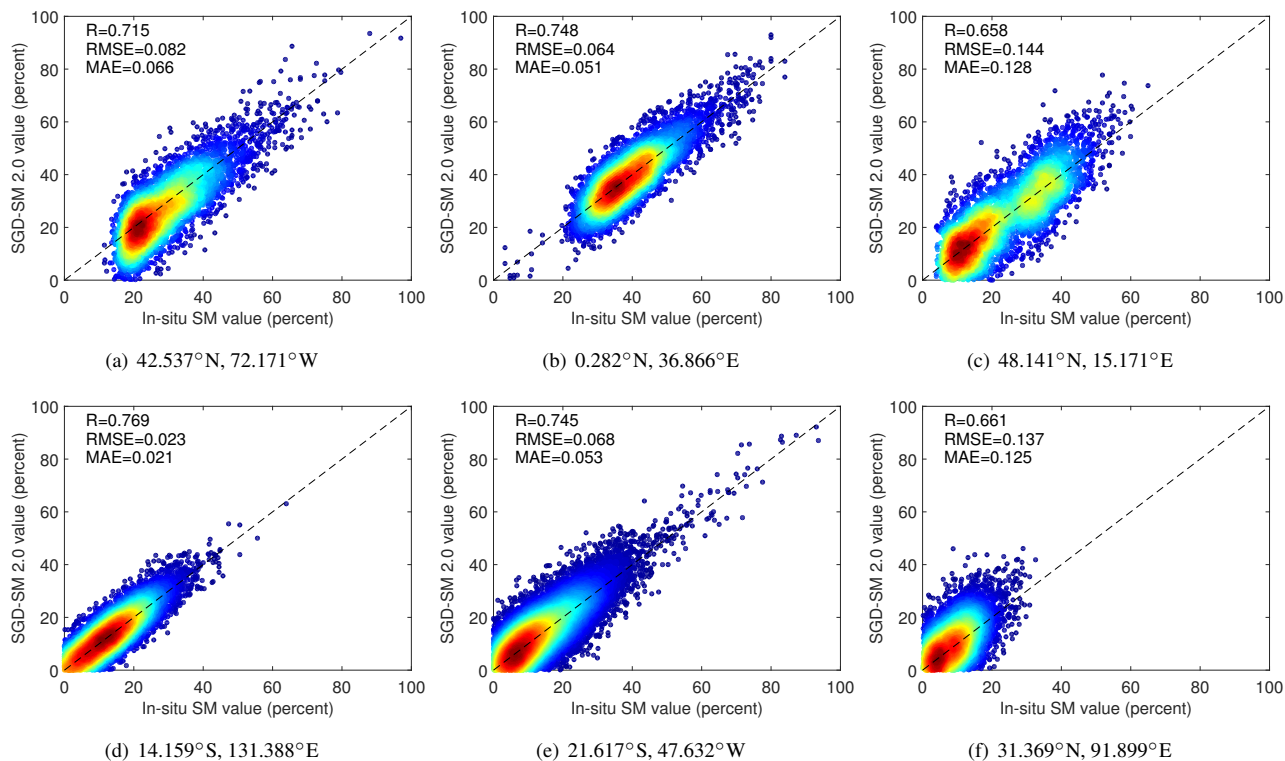 R=0.715
RMSE=0.082
MAE=0.066
100
80
60
40
20
0
SGD-SM 2.0 value (percent)
0 20 40 60 80 100
In-situ SM value (percent)
(a) 42.537°N, 72.171°W
R=0.748
RMSE=0.064
MAE=0.051
100
80
60
40
20
0
SGD-SM 2.0 value (percent)
0 20 40 60 80 100
In-situ SM value (percent)
(b) 0.282°N, 36.866°E
R=0.658
RMSE=0.144
MAE=0.128
100
80
60
40
20
0
SGD-SM 2.0 value (percent)
0 20 40 60 80 100
In-situ SM value (percent)
(c) 48.141°N, 15.171°E
R=0.769
RMSE=0.023
MAE=0.021
100
80
60
40
20
0
SGD-SM 2.0 value (percent)
0 20 40 60 80 100
In-situ SM value (percent)
(d) 14.159°S, 131.388°E
R=0.745
RMSE=0.068
MAE=0.053
100
80
60
40
20
0
SGD-SM 2.0 value (percent)
0 20 40 60 80 100
In-situ SM value (percent)
(e) 21.617°S, 47.632°W
R=0.661
RMSE=0.137
MAE=0.125
100
80
60
40
20
0
SGD-SM 2.0 value (percent)
0 20 40 60 80 100
In-situ SM value (percent)
(f) 31.369°N, 91.899°E